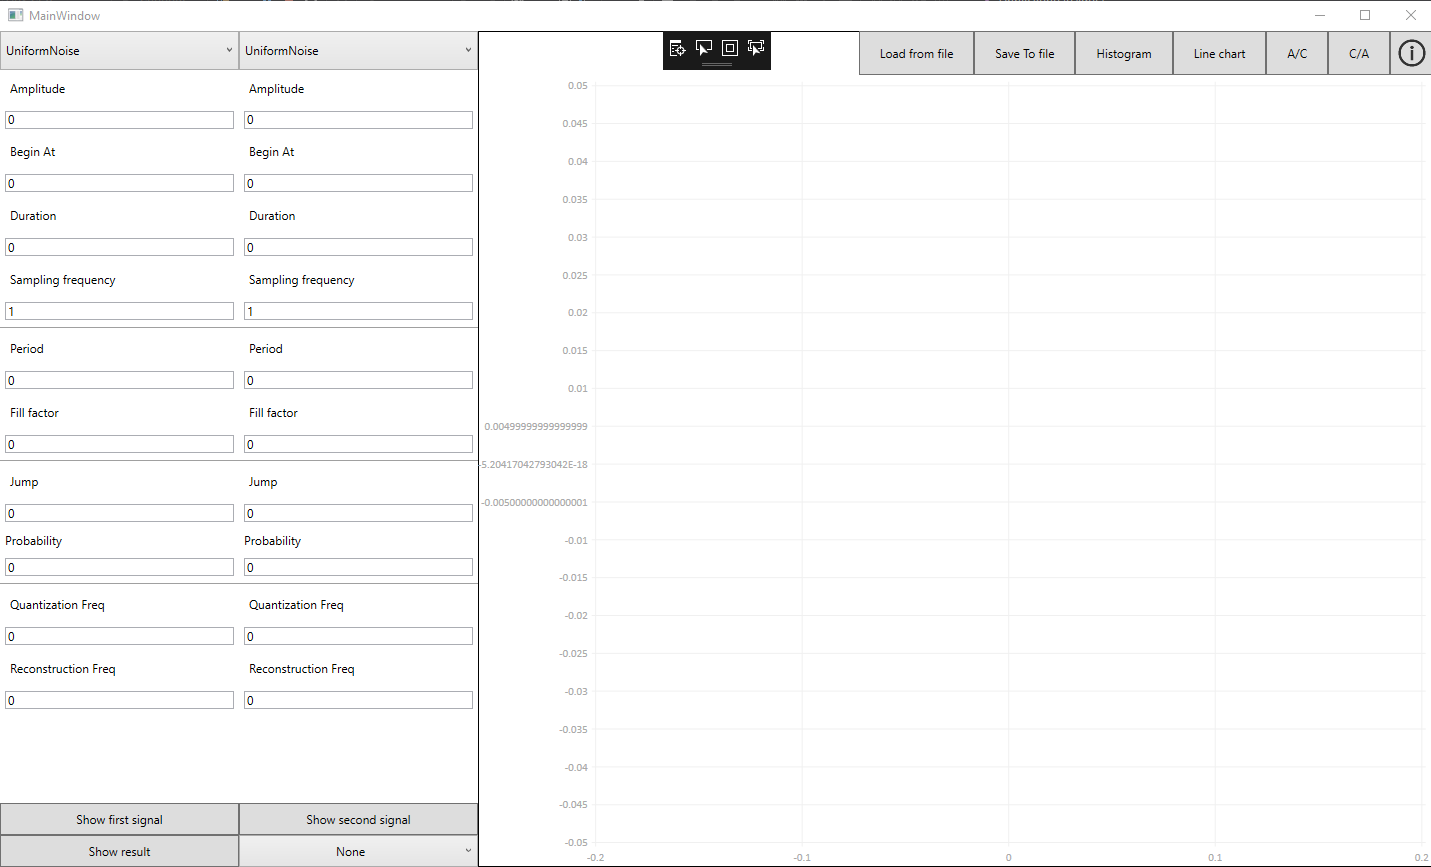 MainWindow
UniformNoise UniformNoise Load from file Save To file Histogram Line chart A/C C/A
Amplitude Amplitude
0 0
Begin At Begin At
0 0
Duration Duration
0 0
Sampling frequency Sampling frequency
1 1
Period Period
0 0
Fill factor Fill factor
0 0
Jump Jump
0 0
Probability Probability
0 0
Quantization Freq Quantization Freq
0 0
Reconstruction Freq Reconstruction Freq
0 0
Show first signal Show second signal
Show result None
0.05
0.045
0.04
0.035
0.03
0.025
0.02
0.015
0.01
0.00499999999999999
-5.20417042793042E-18
-0.00500000000000001
-0.01
-0.015
-0.02
-0.025
-0.03
-0.035
-0.04
-0.045
-0.05
-0.2 -0.1 0 0.1 0.2